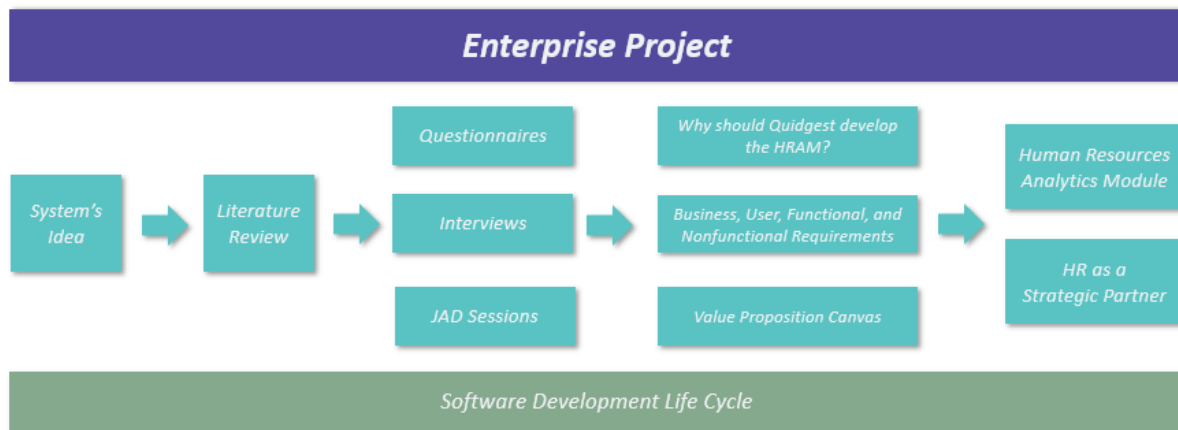 Enterprise Project
System's
Idea
Literature
Review
Questionnaires
Interviews
JAD Sessions
Why should Quidgest develop
the HRAM?
Business, User, Functional, and
Nonfunctional Requirements
Value Proposition Canvas
Human Resources
Analytics Module
HR as a
Strategic Partner
Software Development Life Cycle